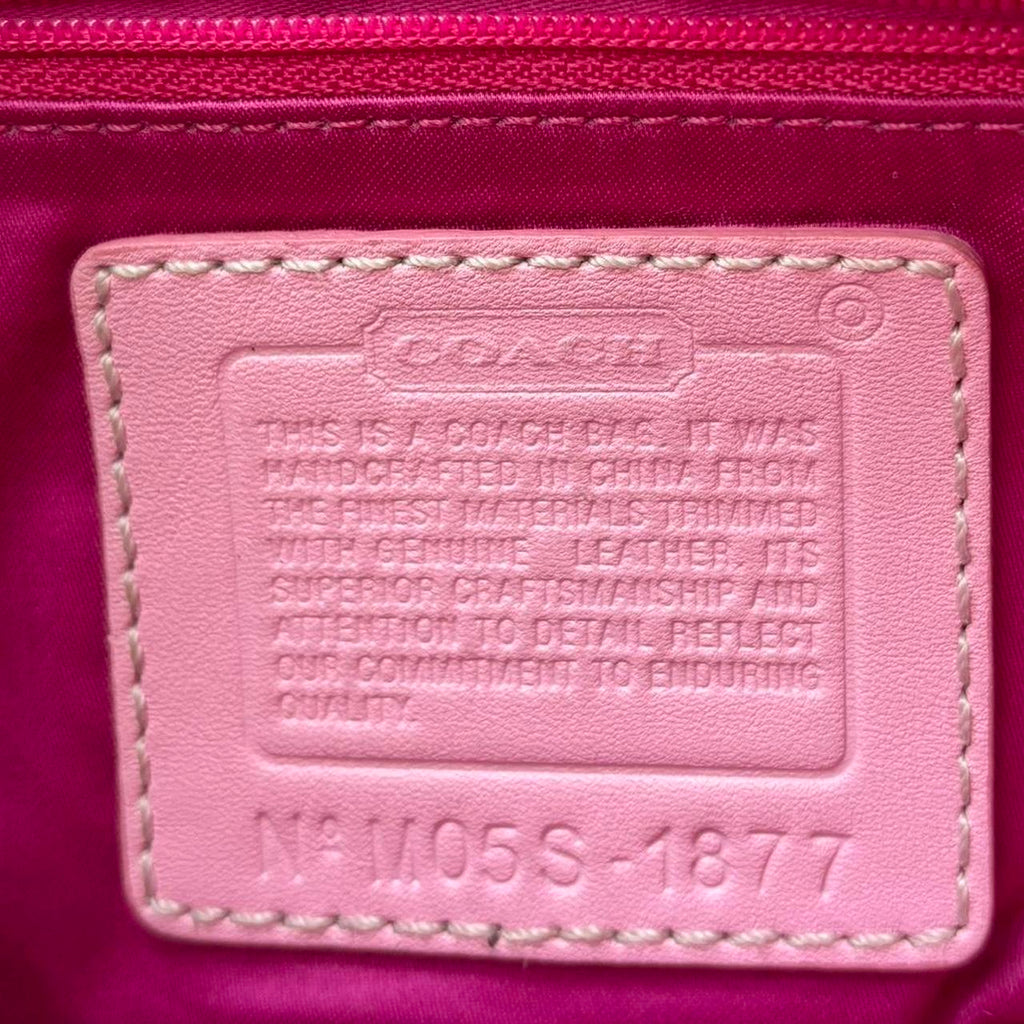 COACH
THIS IS A COACH BAG. IT WAS
HANDCRAFTED IN CHINA FROM
THE FINEST MATERIALS TRIMMED
WITH GENUINE LEATHER. ITS
SUPERIOR CRAFTSMANSHIP AND
ATTENTION TO DETAIL REFLECT
OUR COMMITMENT TO ENDURING
QUALITY.
Nº M05S-1877